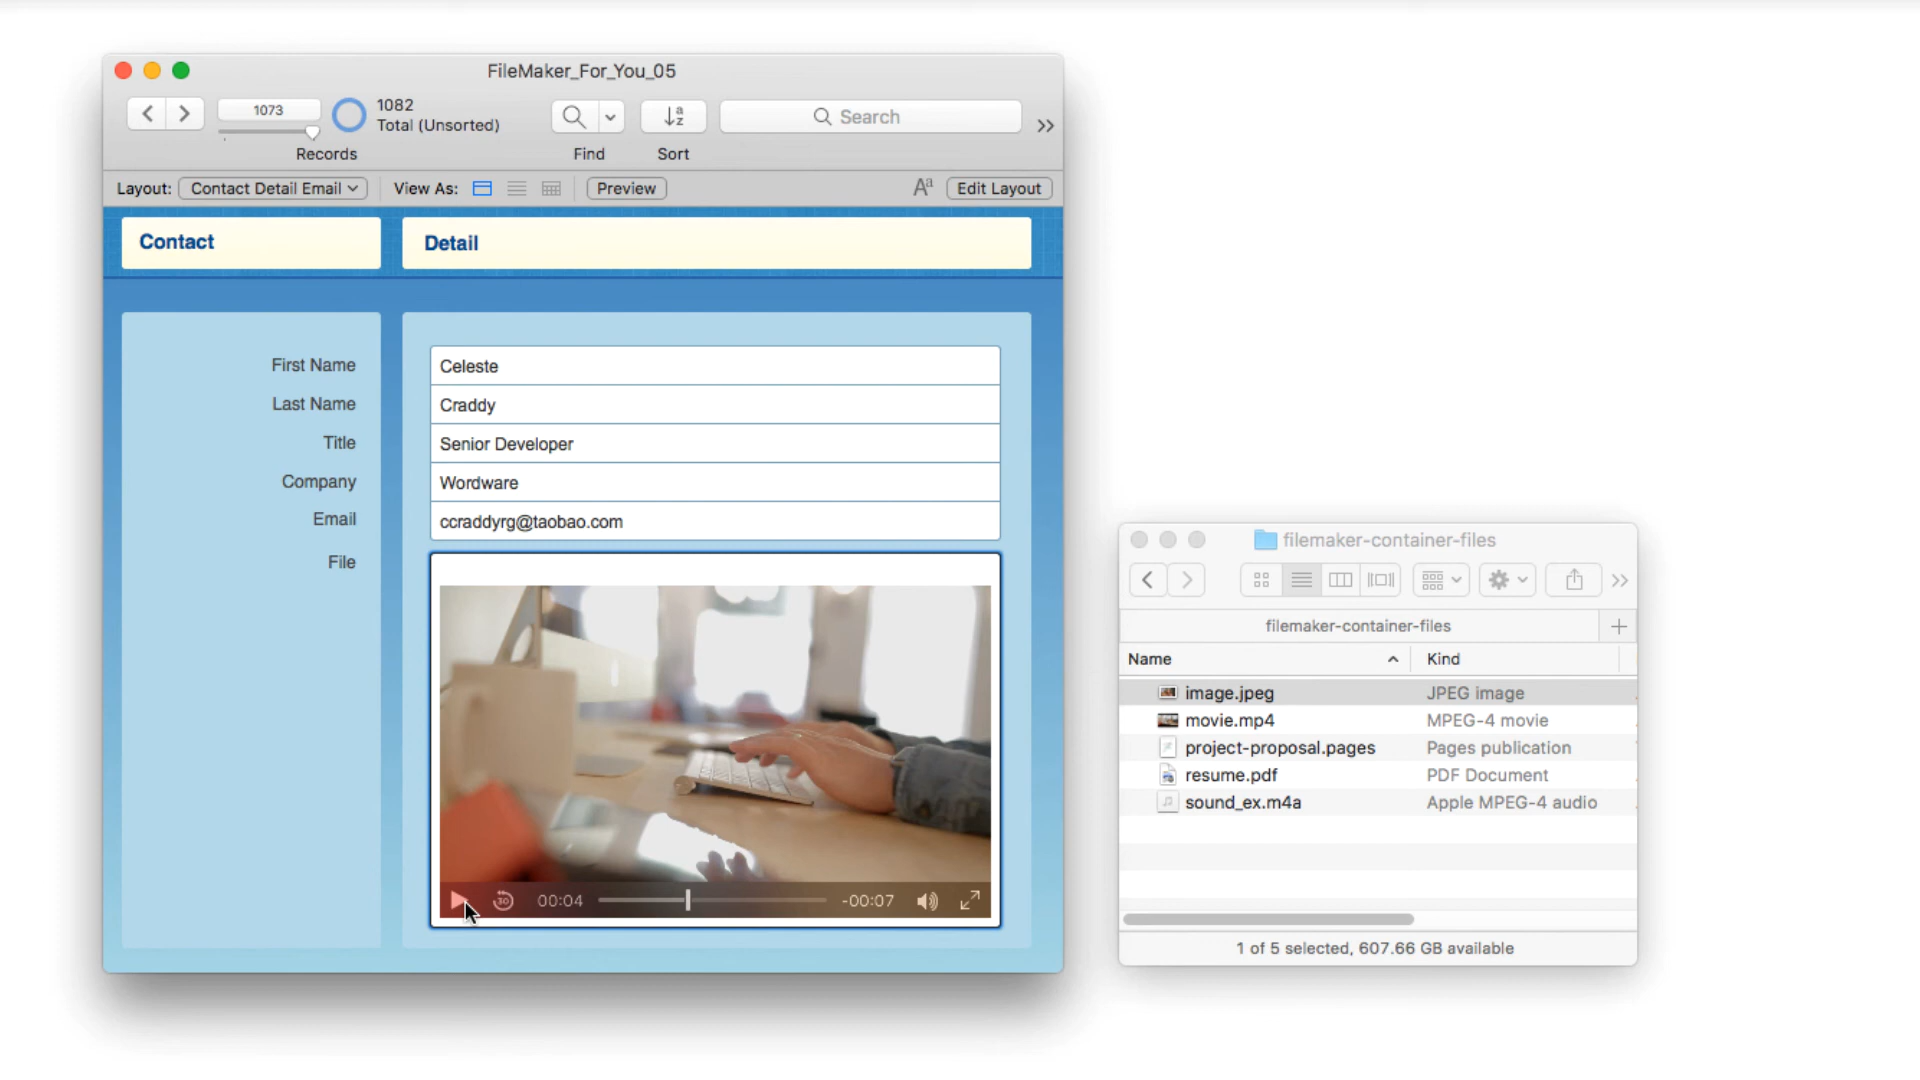 FileMaker_For_You_05
1073
1082
Total (Unsorted)
Search
Records
Find
Sort
Layout:
Contact Detail Email
View As:
Preview
Aa
Edit Layout
Contact
Detail
First Name
Celeste
Last Name
Craddy
Title
Senior Developer
Company
Wordware
Email
ccraddyrg@taobao.com
File
30
00:04
-00:07
filemaker-container-files
filemaker-container-files
Name
Kind
image.jpeg
JPEG image
movie.mp4
MPEG-4 movie
project-proposal.pages
Pages publication
resume.pdf
PDF Document
sound_ex.m4a
Apple MPEG-4 audio
1 of 5 selected, 607.66 GB available